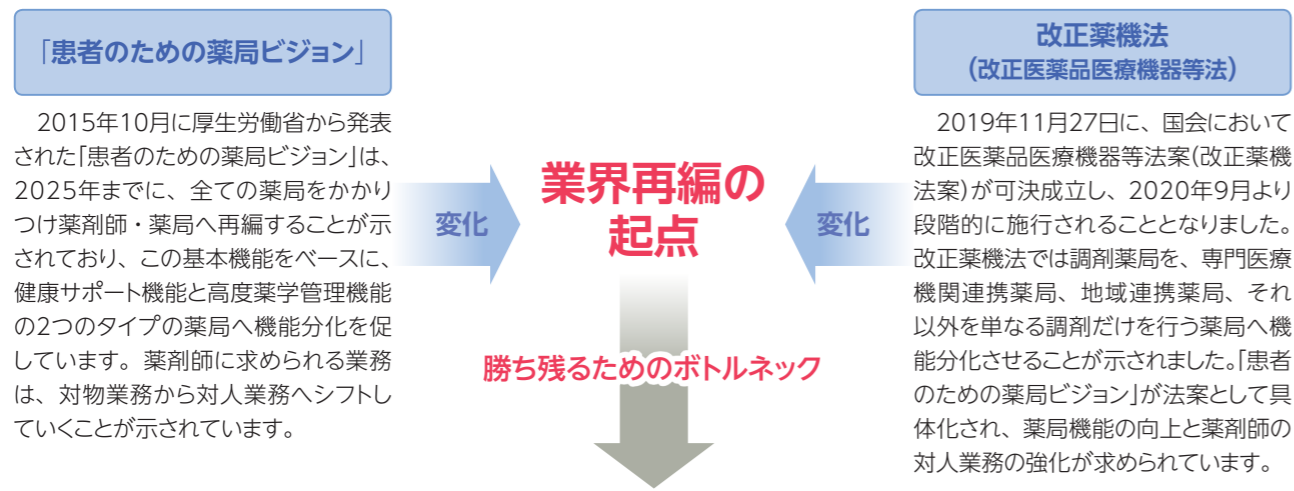 「患者のための薬局ビジョン」
　2015年10月に厚生労働省から発表
された「患者のための薬局ビジョン」は、
2025年までに、全ての薬局をかかり
つけ薬剤師・薬局へ再編することが示
されており、この基本機能をベースに、
健康サポート機能と高度薬学管理機能
の2つのタイプの薬局へ機能分化を促
しています。薬剤師に求められる業務
は、対物業務から対人業務へシフトし
ていくことが示されています。
変化
業界再編の
起点
勝ち残るためのボトルネック
変化
改正薬機法
（改正医薬品医療機器等法）
　2019年11月27日に、国会において
改正医薬品医療機器等法案(改正薬機
法案)が可決成立し、2020年9月より
段階的に施行されることとなりました。
改正薬機法では調剤薬局を、専門医療
機関連携薬局、地域連携薬局、それ
以外を単なる調剤だけを行う薬局へ機
能分化させることが示されました。「患者
のための薬局ビジョン」が法案として具
体化され、薬局機能の向上と薬剤師の
対人業務の強化が求められています。